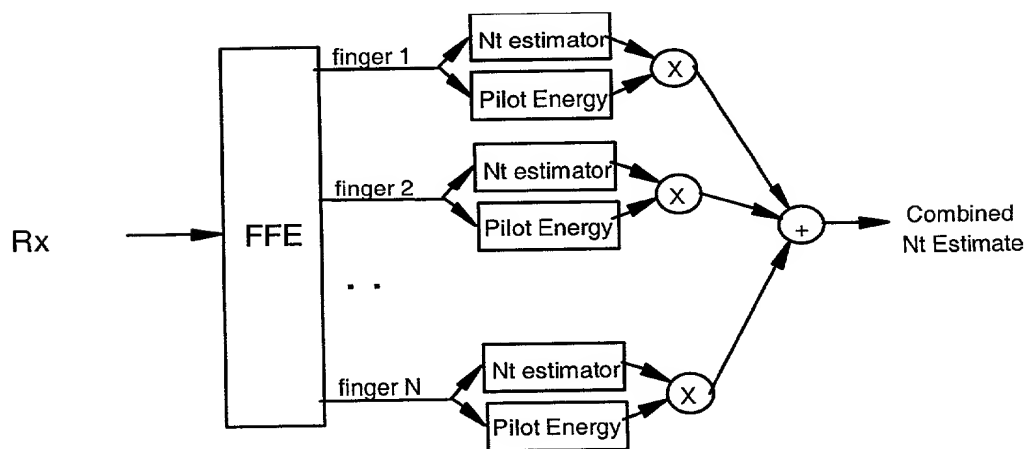 finger 1
Nt estimator
Pilot Energy
X
finger 2
Nt estimator
Pilot Energy
X
Rx
FFE
+
Combined
Nt Estimate
. .
finger N
Nt estimator
Pilot Energy
X